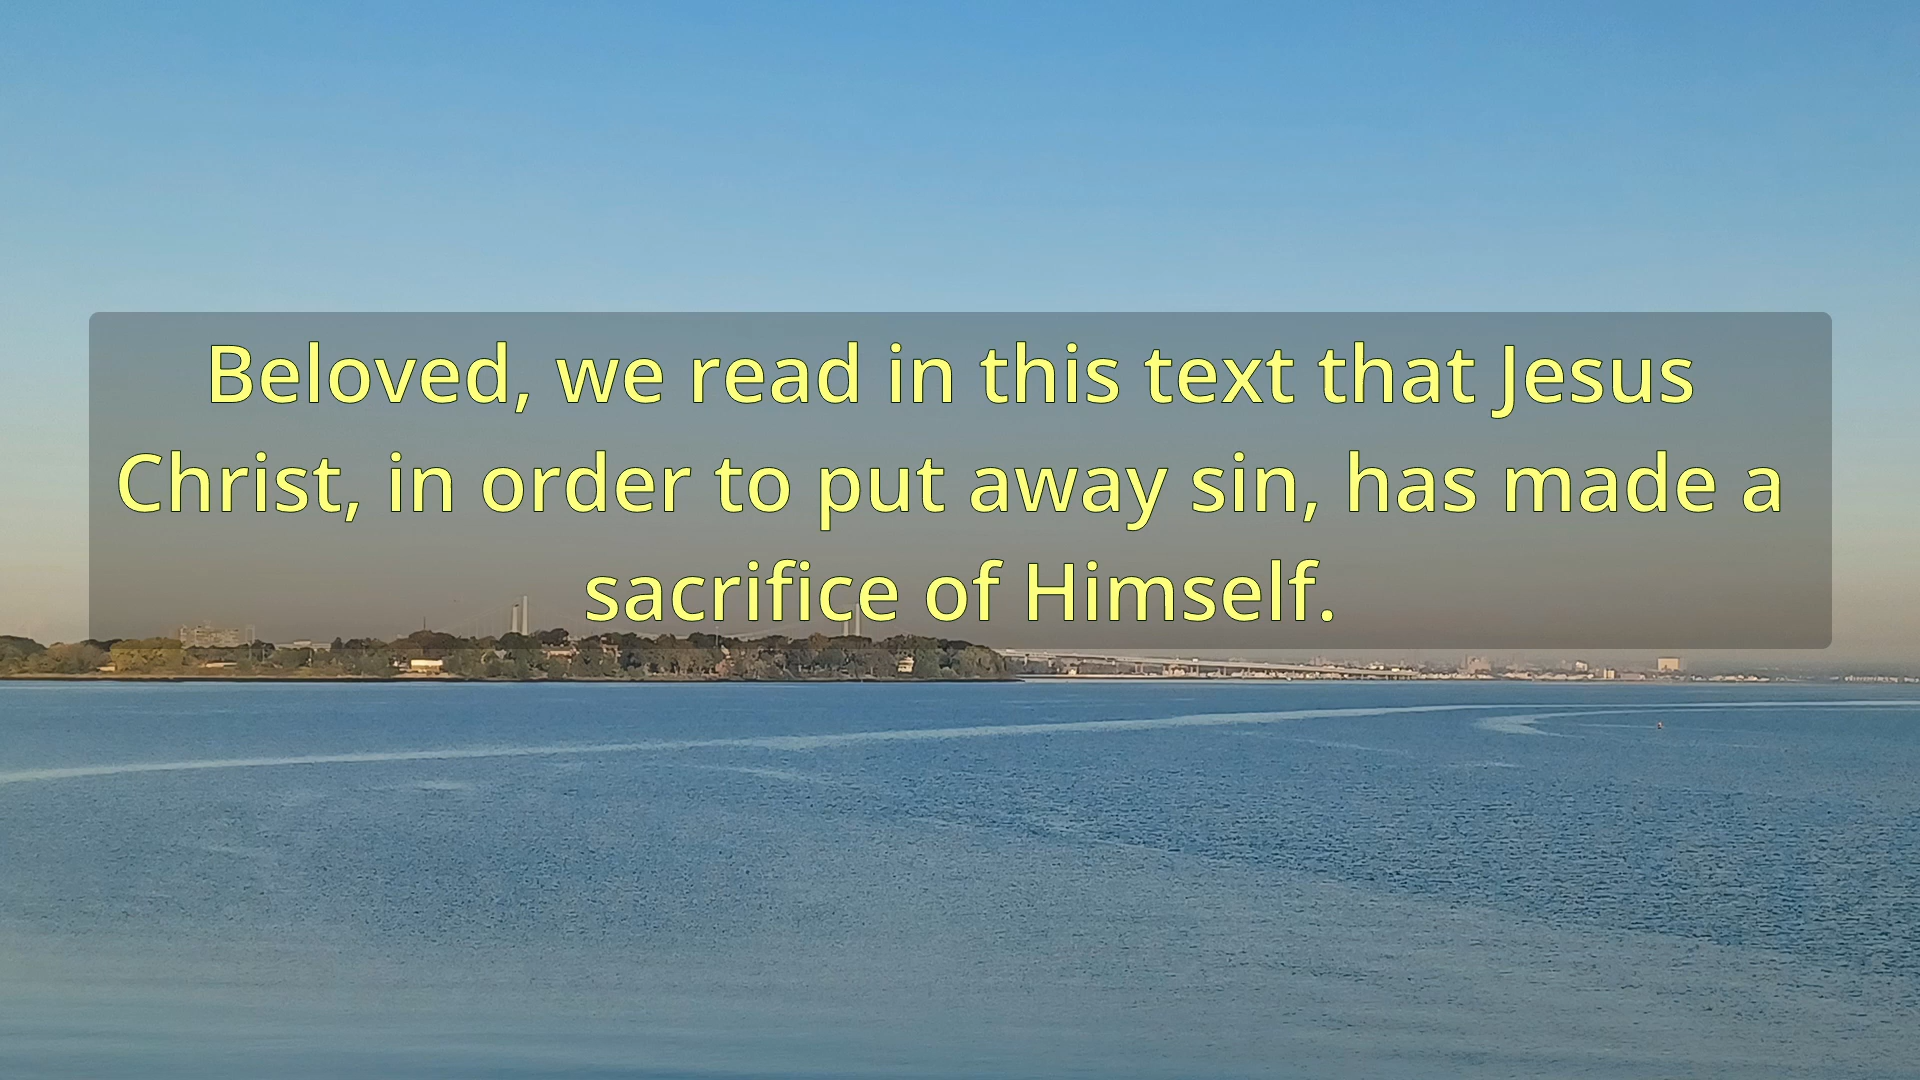 Beloved, we read in this text that Jesus
Christ, in order to put away sin, has made a
sacrifice of Himself.